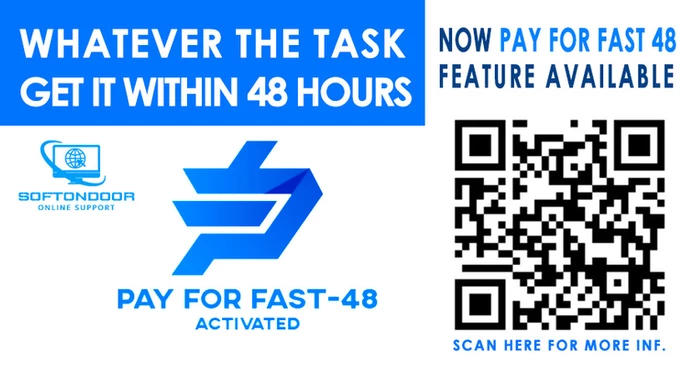 WHATEVER THE TASK
GET IT WITHIN 48 HOURS
NOW PAY FOR FAST 48
FEATURE AVAILABLE
SOFTONDOOR
ONLINE SUPPORT
PAY FOR FAST-48
ACTIVATED
SCAN HERE FOR MORE INF.